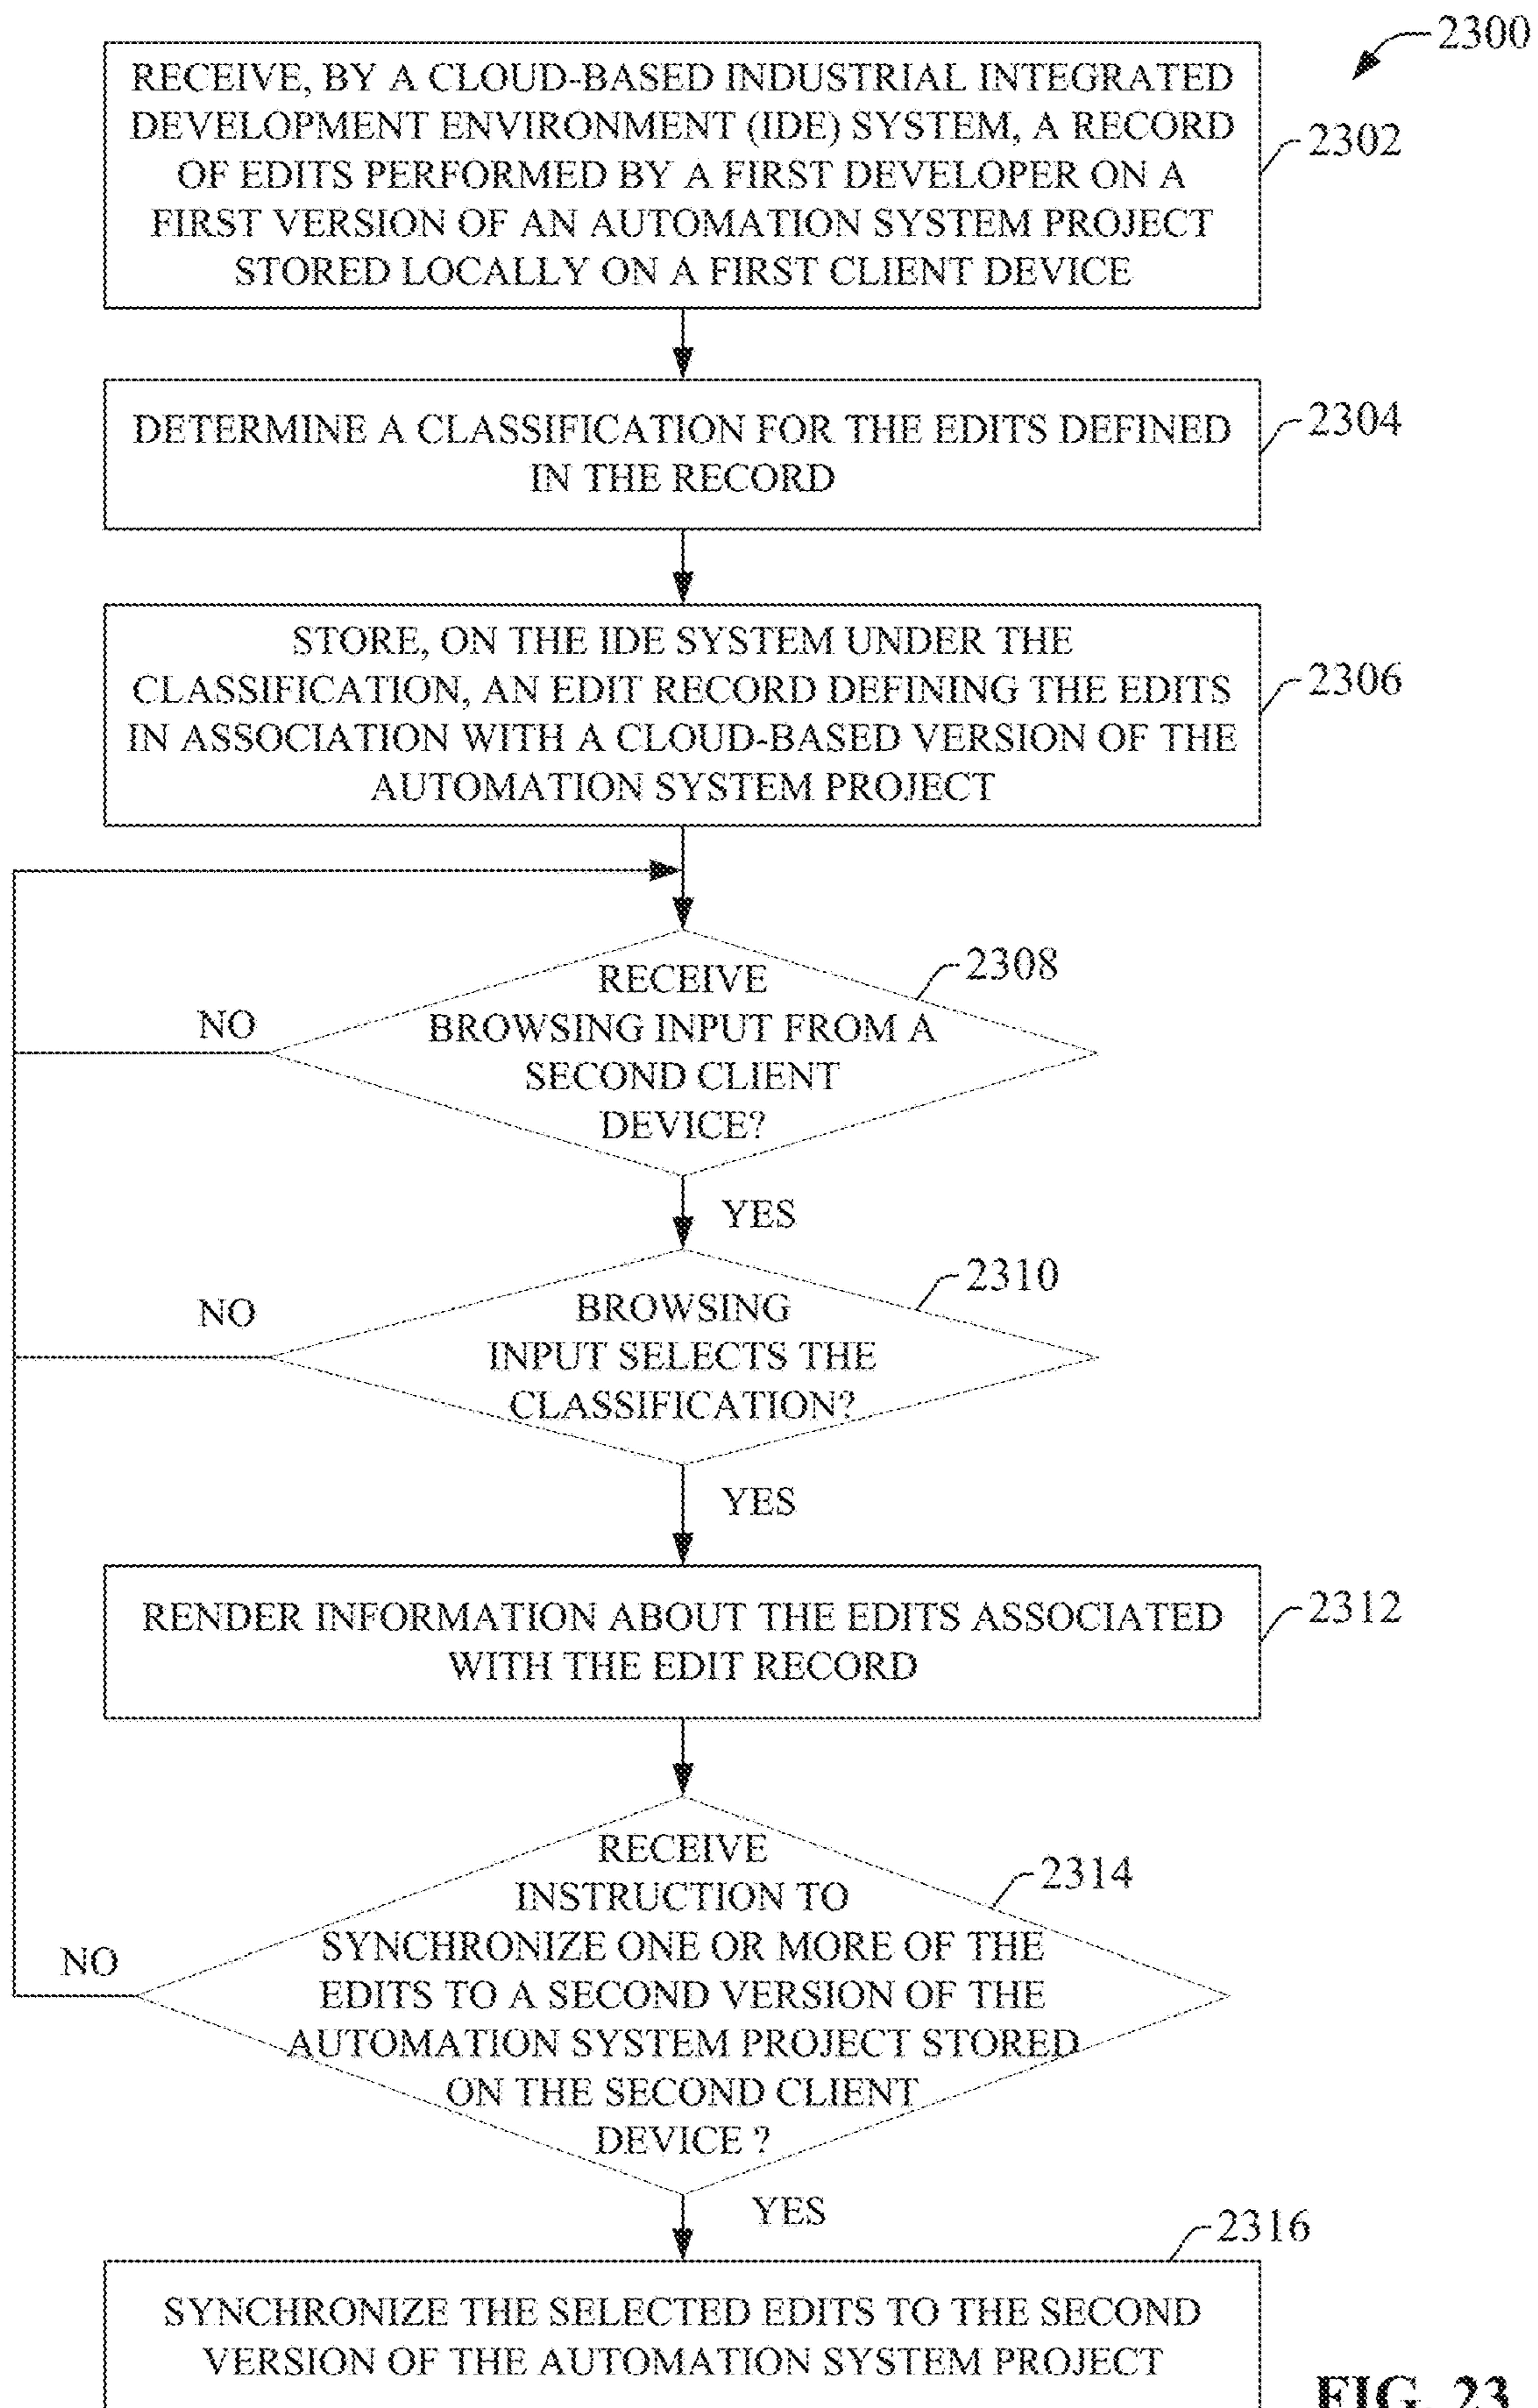 2300
RECEIVE, BY A CLOUD-BASED INDUSTRIAL INTEGRATED
DEVELOPMENT ENVIRONMENT (IDE) SYSTEM, A RECORD
OF EDITS PERFORMED BY A FIRST DEVELOPER ON A
FIRST VERSION OF AN AUTOMATION SYSTEM PROJECT
STORED LOCALLY ON A FIRST CLIENT DEVICE
2302
DETERMINE A CLASSIFICATION FOR THE EDITS DEFINED
IN THE RECORD
2304
STORE, ON THE IDE SYSTEM UNDER THE
CLASSIFICATION, AN EDIT RECORD DEFINING THE EDITS
IN ASSOCIATION WITH A CLOUD-BASED VERSION OF THE
AUTOMATION SYSTEM PROJECT
2306
RECEIVE
BROWSING INPUT FROM A
SECOND CLIENT
DEVICE?
2308
NO
YES
BROWSING
INPUT SELECTS THE
CLASSIFICATION?
2310
NO
YES
RENDER INFORMATION ABOUT THE EDITS ASSOCIATED
WITH THE EDIT RECORD
2312
RECEIVE
INSTRUCTION TO
SYNCHRONIZE ONE OR MORE OF THE
EDITS TO A SECOND VERSION OF THE
AUTOMATION SYSTEM PROJECT STORED
ON THE SECOND CLIENT
DEVICE ?
2314
NO
YES
2316
SYNCHRONIZE THE SELECTED EDITS TO THE SECOND
VERSION OF THE AUTOMATION SYSTEM PROJECT
FIG. 23